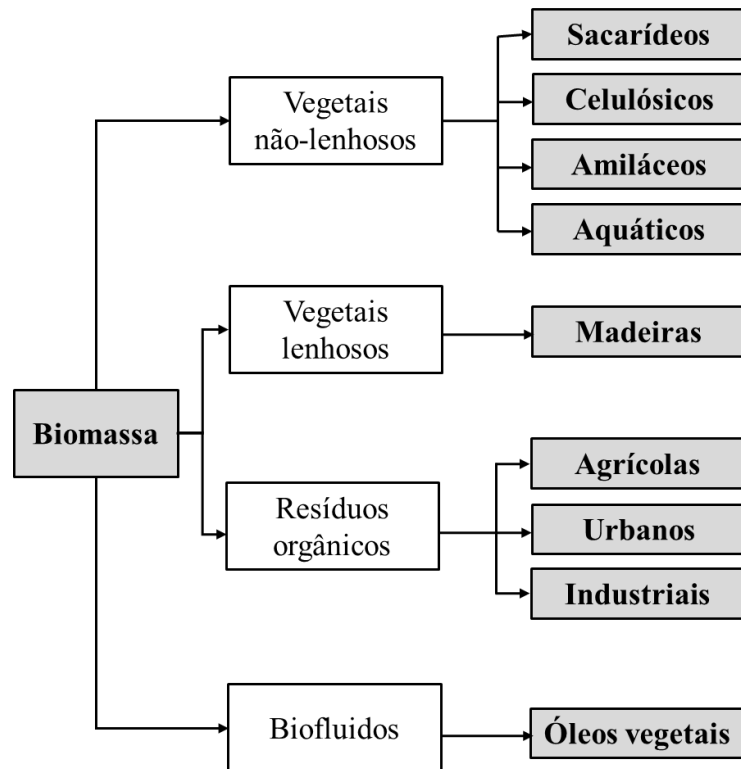 Biomassa
Vegetais
não-lenhosos
Sacarídeos
Celulósicos
Amiláceos
Aquáticos
Vegetais
lenhosos
Madeiras
Resíduos
orgânicos
Agrícolas
Urbanos
Industriais
Biofluidos
Óleos vegetais